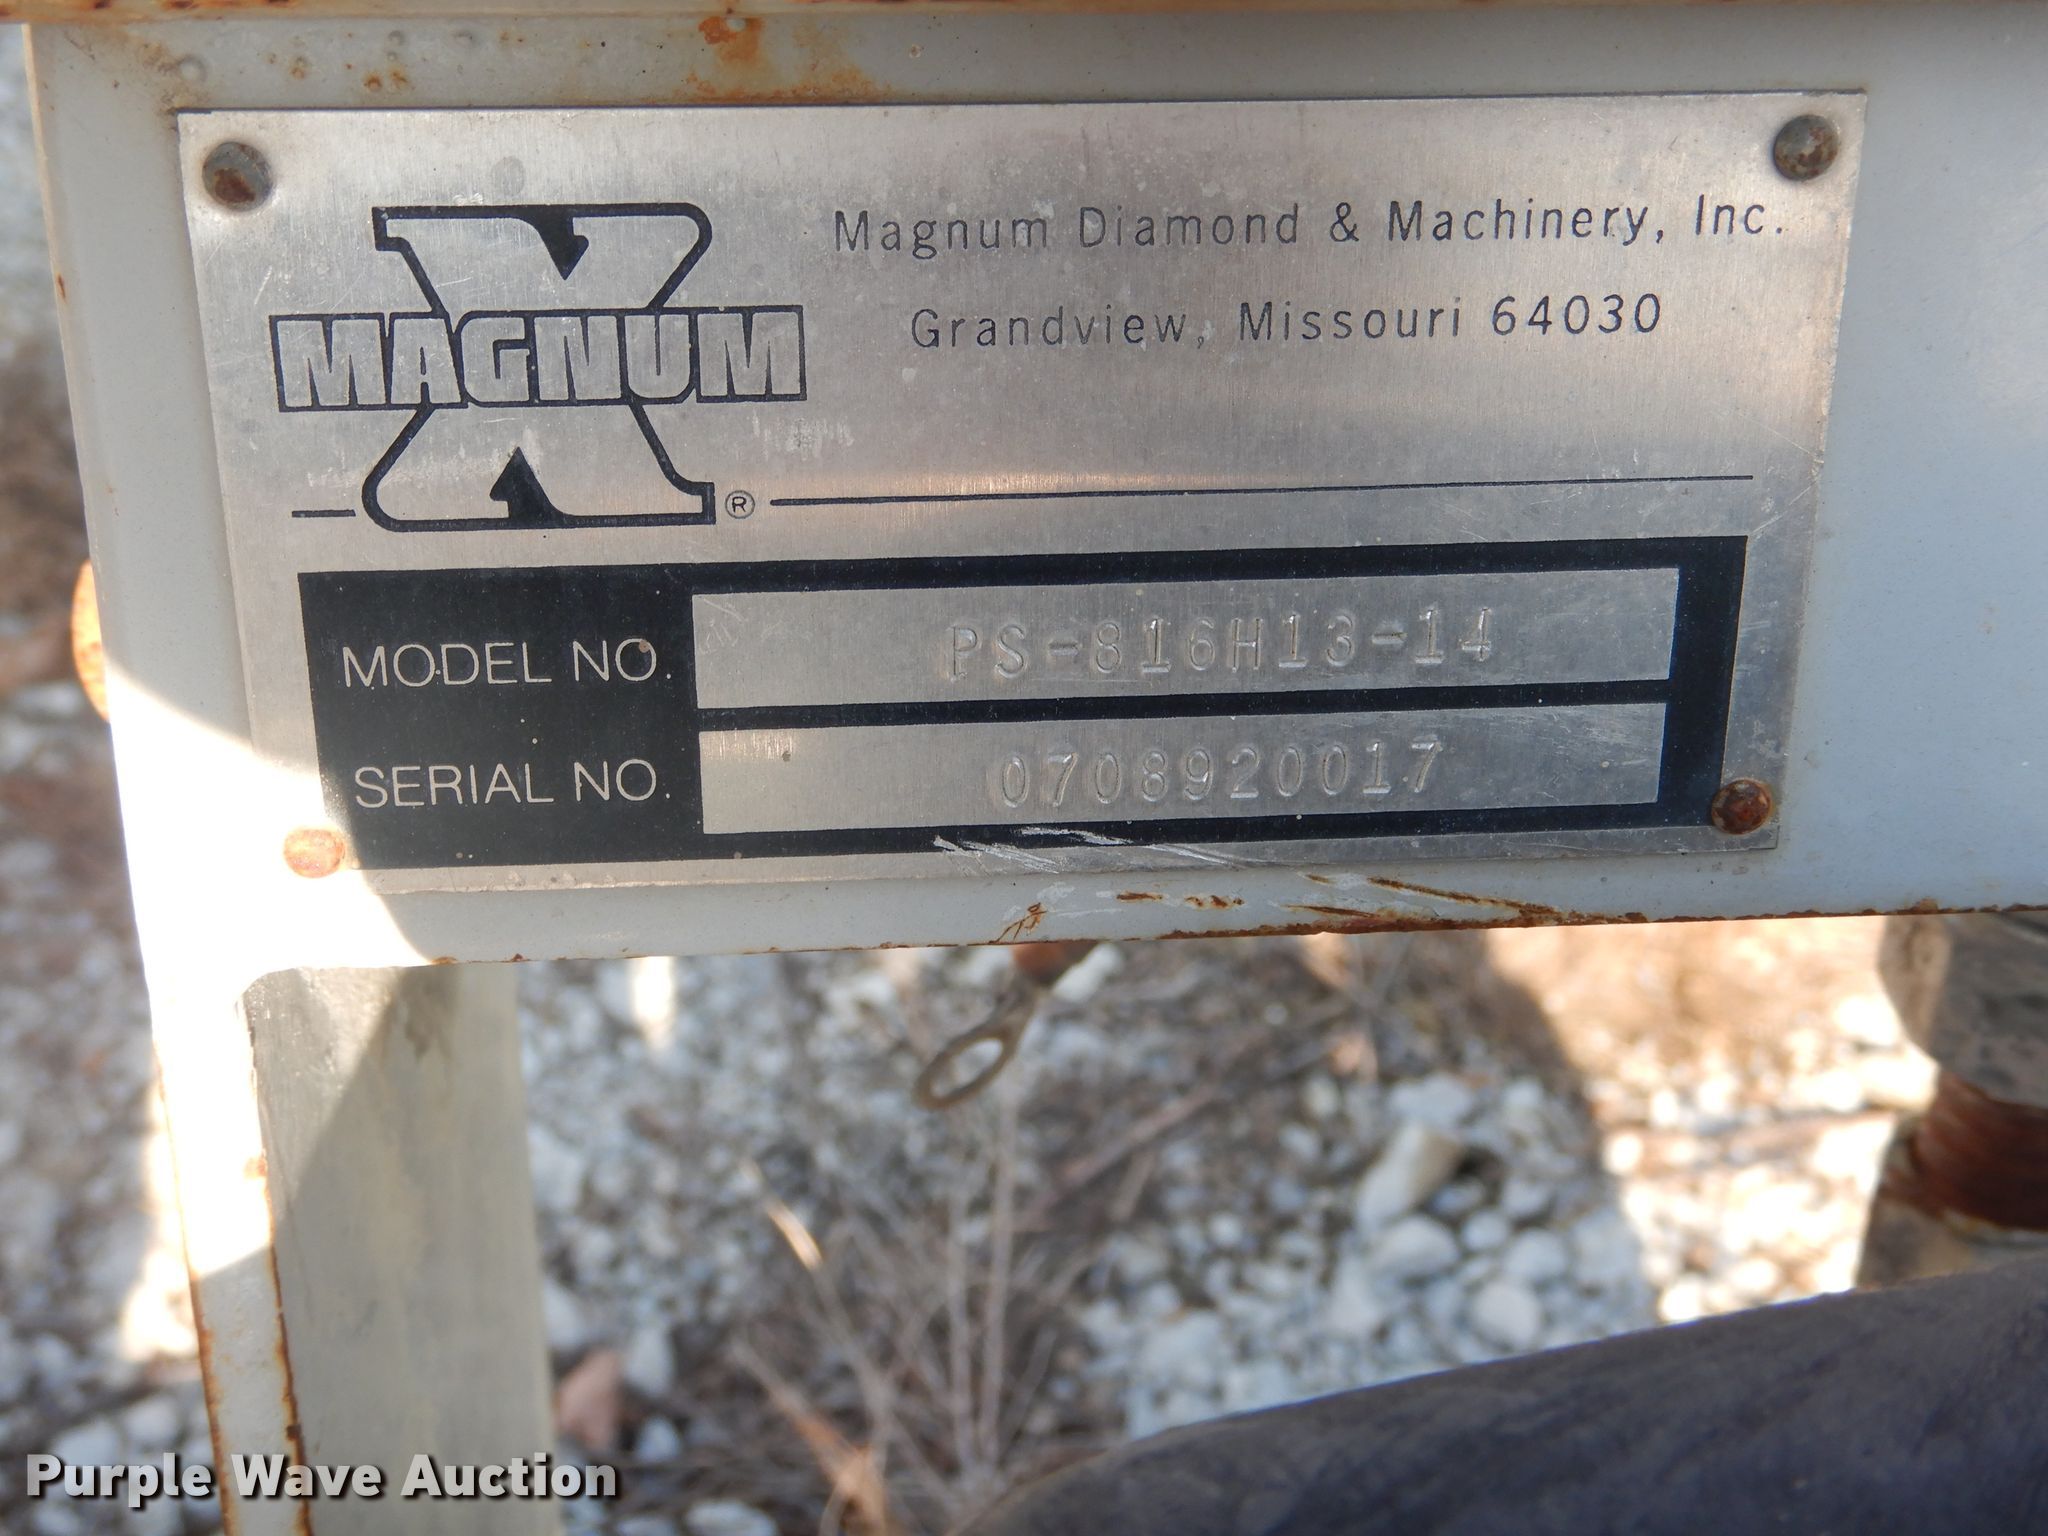 MAGNUM ®
Magnum Diamond & Machinery, Inc.
Grandview, Missouri 64030
MODEL NO. PS-816H13-14
SERIAL NO. 0708920017
Purple Wave Auction